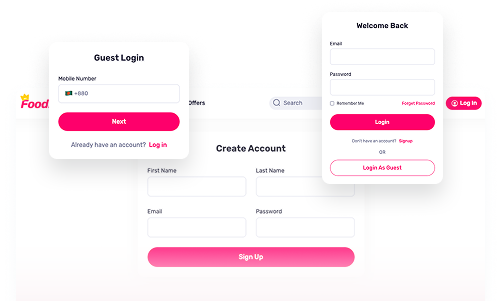 Guest Login
Mobile Number
+880
Next
Already have an account? Log in
Food
Offers
Search
Log In
Welcome Back
Email
Password
Remember Me
Forget Password
Login
Don't have an account? Signup
OR
Login As Guest
Create Account
First Name
Last Name
Email
Password
Sign Up